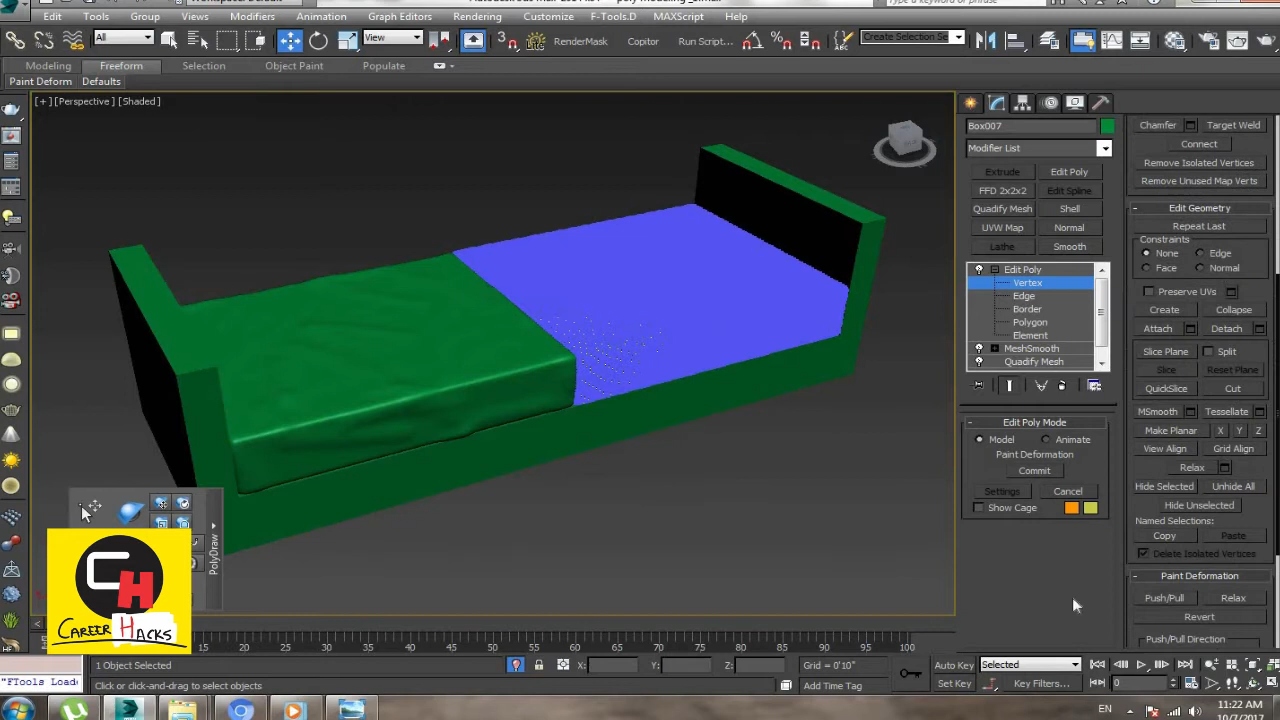 Edit Tools Group Views Modifiers Animation Graph Editors Rendering Customize F-Tools.D MAXScript Help
All View RenderMask Copitor Run Script... Create Selection Se
Modeling Freeform Selection Object Paint Populate
Paint Deform Defaults
[+] [Perspective] [Shaded]
Box007
Modifier List
Extrude Edit Poly
FFD 2x2x2 Edit Spline
Quadify Mesh Shell
UVW Map Normal
Lathe Smooth
Edit Poly
Vertex
Edge
Border
Polygon
Element
MeshSmooth
Quadify Mesh
Edit Poly Mode
Model Animate
Paint Deformation
Commit
Settings Cancel
Show Cage
Chamfer Target Weld
Connect
Remove Isolated Vertices
Remove Unused Map Verts
Edit Geometry
Repeat Last
Constraints
None Edge
Face Normal
Preserve UVs
Create Collapse
Attach Detach
Slice Plane Split
Slice Reset Plane
QuickSlice Cut
MSmooth Tessellate
Make Planar X Y Z
View Align Grid Align
Relax
Hide Selected Unhide All
Hide Unselected
Named Selections:
Copy Paste
Delete Isolated Vertices
Paint Deformation
Push/Pull Relax
Revert
Push/Pull Direction
PolyDraw
CH
CAREER HACKS
20 25 30 35 40 45 50 55 60 65 70 75 80 85 90 95 100
1 Object Selected X: Y: Z: Grid = 0'10" Auto Key Selected
"FTools Load Click or click-and-drag to select objects Add Time Tag Set Key Key Filters... 0
EN 11:22 AM
10/7/2017